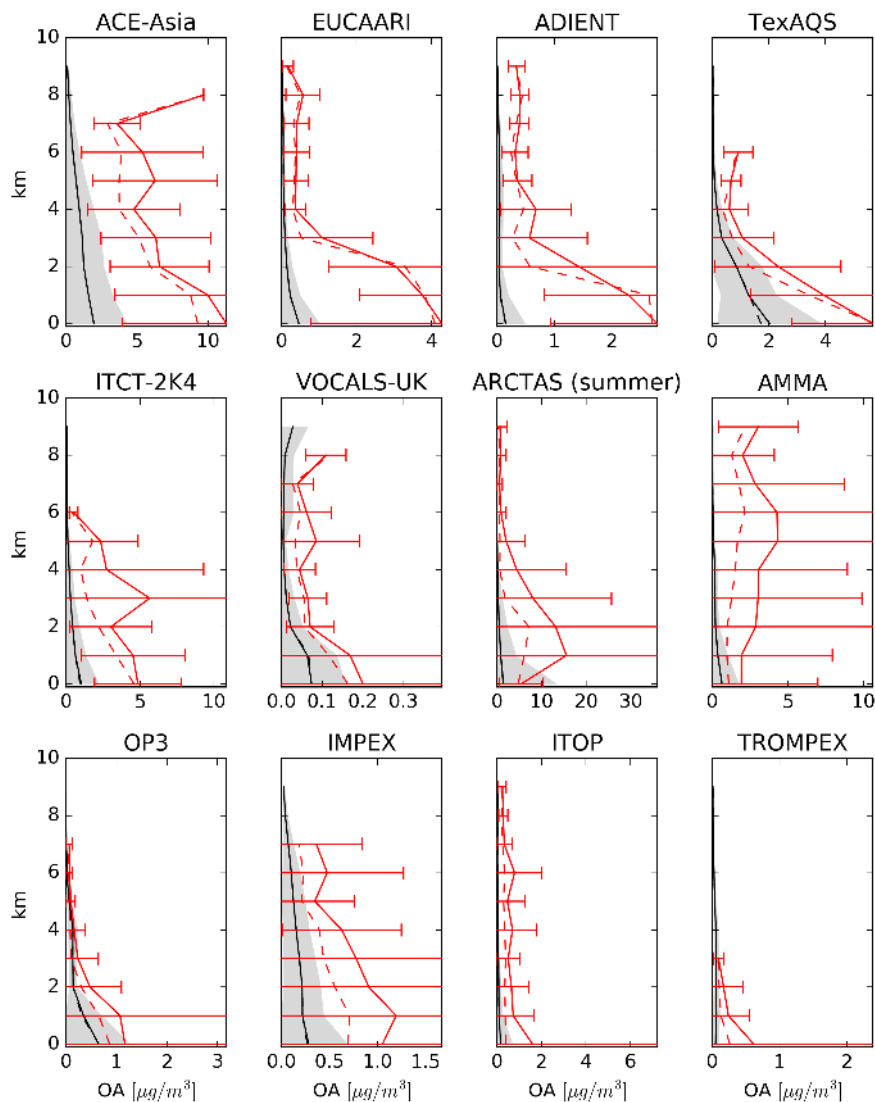 ACE-Asia EUCAARI ADIENT TexAQS
10
8
6
km
4
2
0
0 5 10 0 2 4 0 1 2 0 2 4
ITCT-2K4 VOCALS-UK ARCTAS (summer) AMMA
10
8
6
km
4
2
0
0 5 10 0.0 0.1 0.2 0.3 0 10 20 30 0 5 10
OP3 IMPEX ITOP TROMPEX
10
8
6
km
4
2
0
0 1 2 3 0.0 0.5 1.0 1.5 0 2 4 6 0 2
OA [μg/m³] OA [μg/m³] OA [μg/m³] OA [μg/m³]